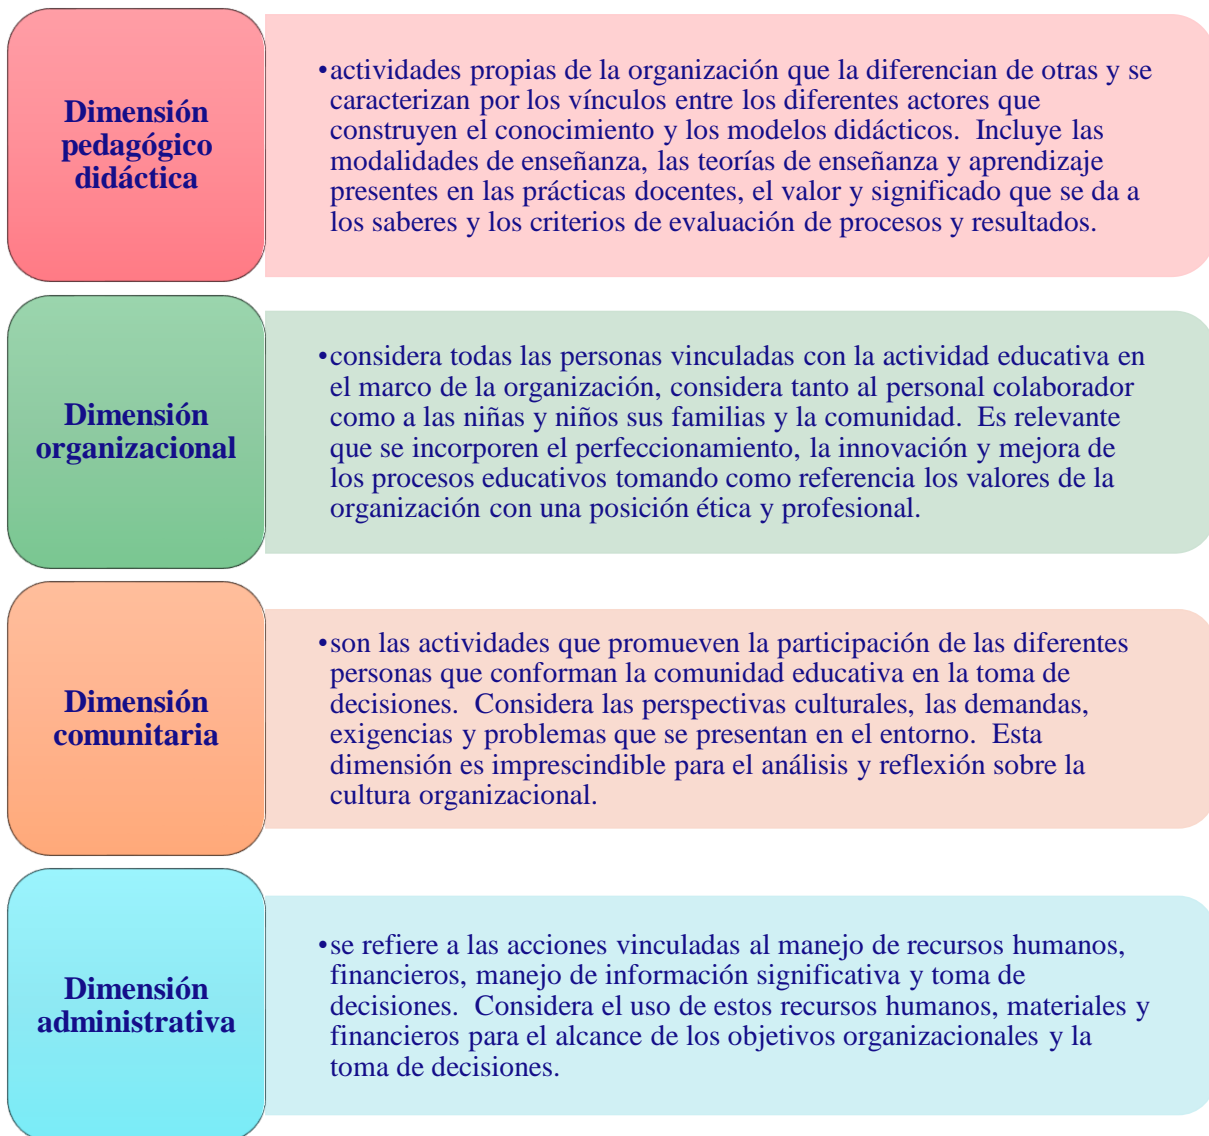 Dimensión
pedagógico
didáctica
•actividades propias de la organización que la diferencian de otras y se
caracterizan por los vínculos entre los diferentes actores que
construyen el conocimiento y los modelos didácticos.  Incluye las
modalidades de enseñanza, las teorías de enseñanza y aprendizaje
presentes en las prácticas docentes, el valor y significado que se da a
los saberes y los criterios de evaluación de procesos y resultados.
Dimensión
organizacional
•considera todas las personas vinculadas con la actividad educativa en
el marco de la organización, considera tanto al personal colaborador
como a las niñas y niños sus familias y la comunidad.  Es relevante
que se incorporen el perfeccionamiento, la innovación y mejora de
los procesos educativos tomando como referencia los valores de la
organización con una posición ética y profesional.
Dimensión
comunitaria
•son las actividades que promueven la participación de las diferentes
personas que conforman la comunidad educativa en la toma de
decisiones.  Considera las perspectivas culturales, las demandas,
exigencias y problemas que se presentan en el entorno.  Esta
dimensión es imprescindible para el análisis y reflexión sobre la
cultura organizacional.
Dimensión
administrativa
•se refiere a las acciones vinculadas al manejo de recursos humanos,
financieros, manejo de información significativa y toma de
decisiones.  Considera el uso de estos recursos humanos, materiales y
financieros para el alcance de los objetivos organizacionales y la
toma de decisiones.